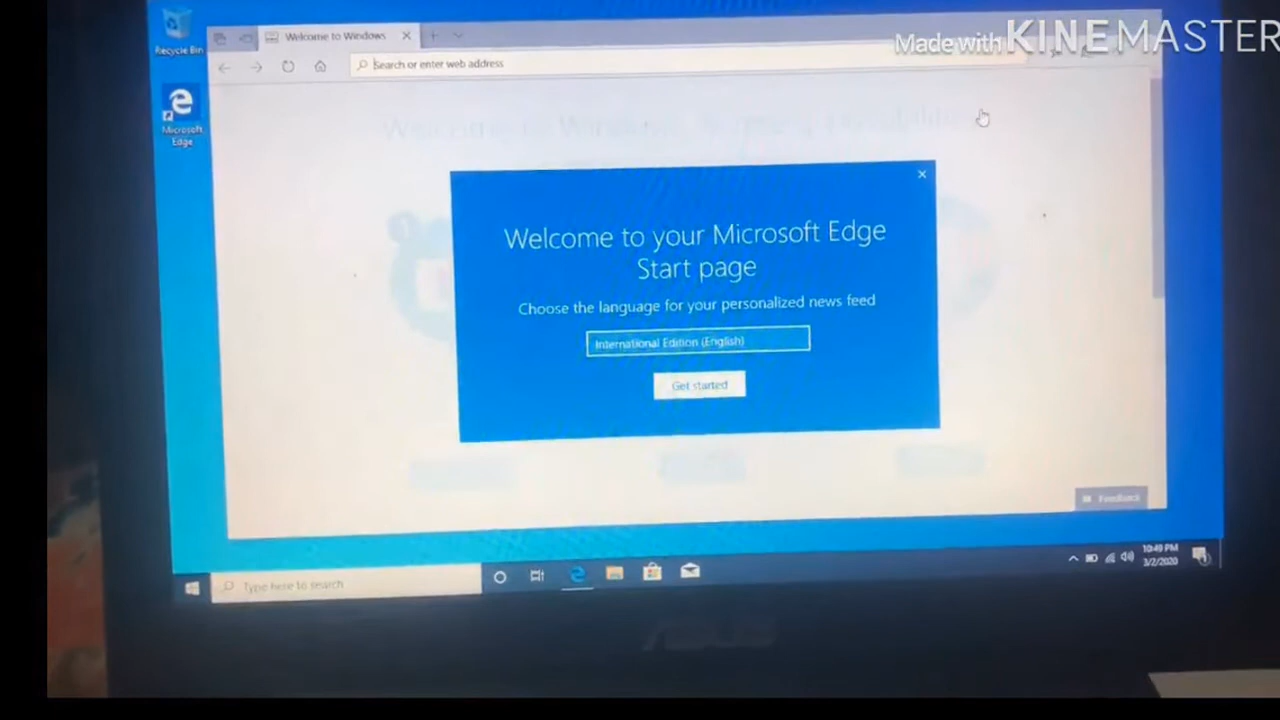 Made with KINEMASTER
Recycle Bin
Welcome to Windows
Search or enter web address
Microsoft
Edge
Welcome to your Microsoft Edge
Start page
Choose the language for your personalized news feed
International Edition (English)
Get started
Feedback
Type here to search
10:49 PM
3/2/2020
ASUS